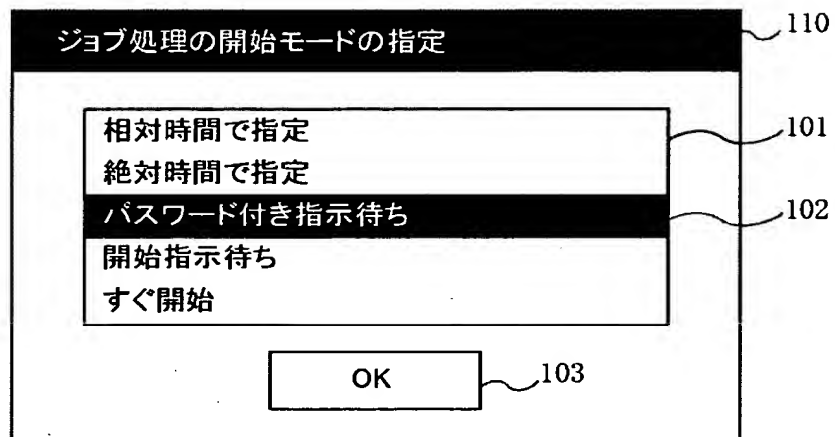 ジョブ処理の開始モードの指定
110
相対時間で指定
101
絶対時間で指定
パスワード付き指示待ち
102
開始指示待ち
すぐ開始
OK
103